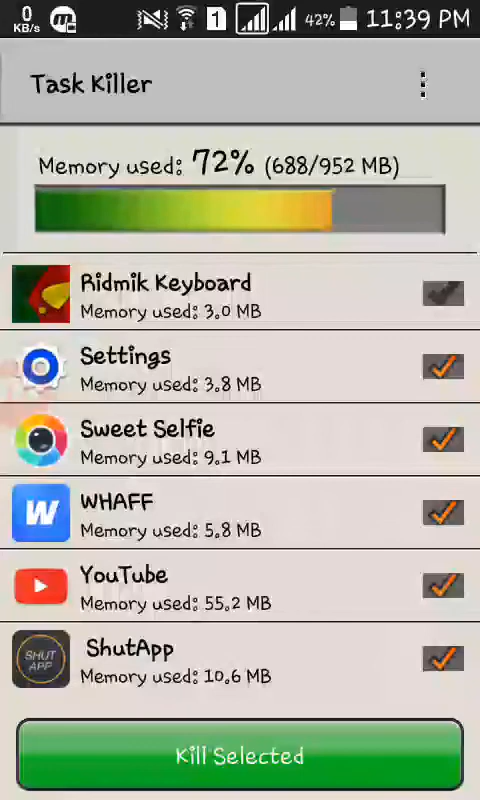 0
KB/s
1
42%
11:39 PM
Task Killer
Memory used: 72% (688/952 MB)
Ridmik Keyboard
Memory used: 3.0 MB
Settings
Memory used: 3.8 MB
Sweet Selfie
Memory used: 9.1 MB
W
WHAFF
Memory used: 5.8 MB
YouTube
Memory used: 55.2 MB
SHUT
APP
ShutApp
Memory used: 10.6 MB
Kill Selected